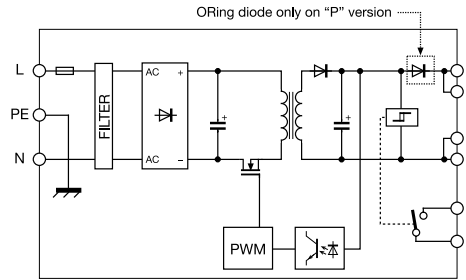 ORing diode only on “P” version
L
PE
N
FILTER
AC +
AC −
+
+
PWM